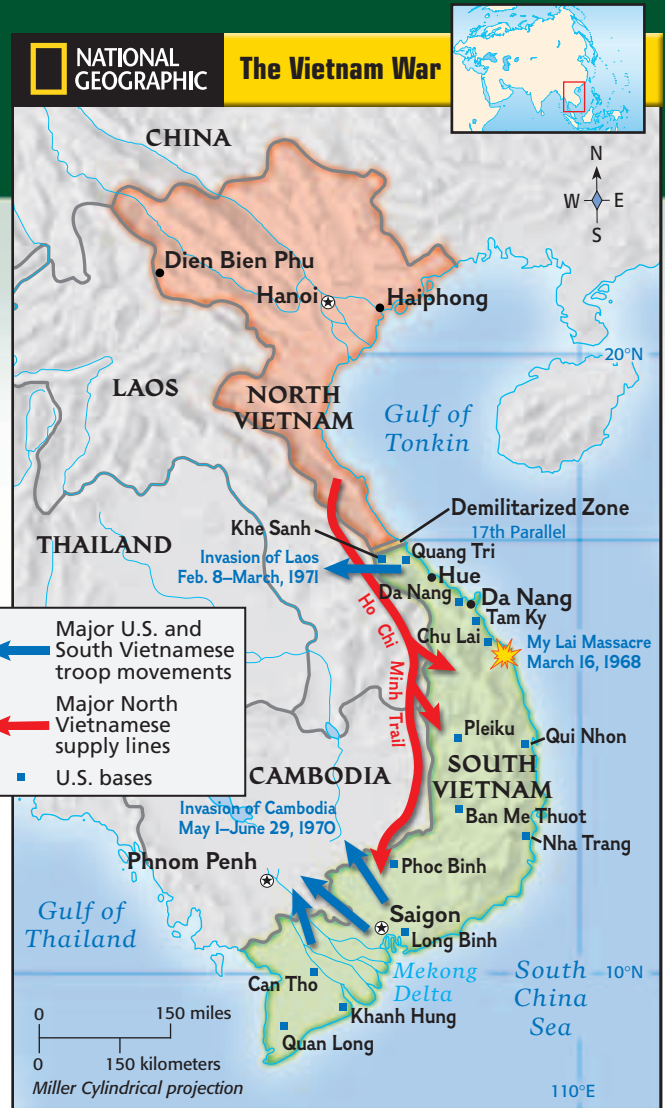 NATIONAL
GEOGRAPHIC
The Vietnam War
CHINA
N
W
E
S
Dien Bien Phu
Hanoi
Haiphong
20°N
LAOS
NORTH
VIETNAM
Gulf of
Tonkin
Demilitarized Zone
17th Parallel
Khe Sanh
THAILAND
Quang Tri
Invasion of Laos
Feb. 8–March, 1971
Hue
Da Nang
Da Nang
Tam Ky
Chu Lai
My Lai Massacre
March 16, 1968
Ho Chi Minh Trail
Major U.S. and
South Vietnamese
troop movements
Major North
Vietnamese
supply lines
U.S. bases
Pleiku
Qui Nhon
SOUTH
VIETNAM
CAMBODIA
Invasion of Cambodia
May 1–June 29, 1970
Ban Me Thuot
Nha Trang
Phnom Penh
Phoc Binh
Gulf of
Thailand
Saigon
Long Binh
Mekong
Delta
South
China
Sea
10°N
Can Tho
Khanh Hung
Quan Long
0
150 miles
0
150 kilometers
Miller Cylindrical projection
110°E